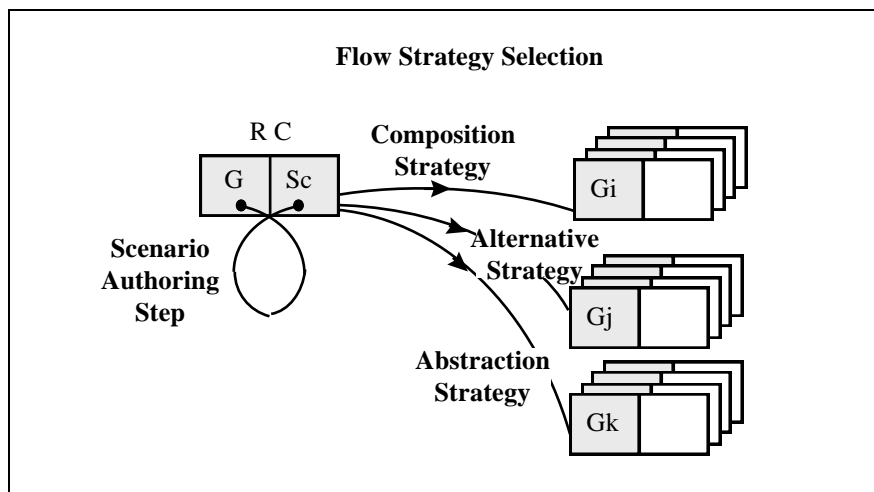 Flow Strategy Selection
R C
G Sc
Composition
Strategy
Gi
Scenario
Authoring
Step
Alternative
Strategy
Gj
Abstraction
Strategy
Gk